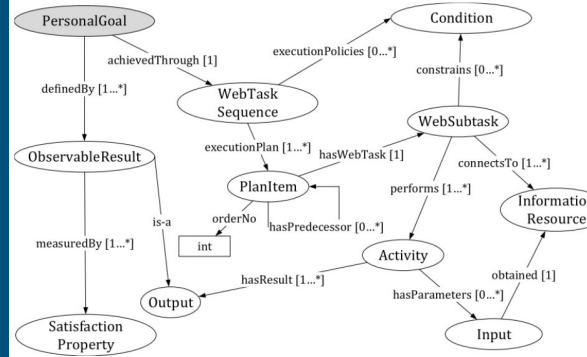 PersonalGoal
Condition
achievedThrough [1]
executionPolicies [0...*]
constrains [0...*]
definedBy [1...*]
WebTask
Sequence
WebSubtask
executionPlan [1...*]
hasWebTask [1]
connectsTo [1...*]
ObservableResult
PlanItem
performs [1...*]
Informatio
Resource
orderNo
is-a
hasPredecessor [0...*]
measuredBy [1...*]
int
Activity
obtained [1]
hasResult [1...*]
hasParameters [0...*]
Output
Satisfaction
Property
Input